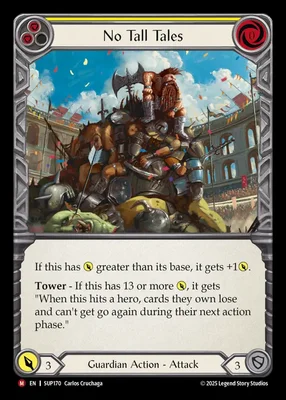 No Tall Tales
If this has greater than its base, it gets +1 .
Tower - If this has 13 or more , it gets
"When this hits a hero, cards they own lose
and can't get go again during their next action
phase."
3 Guardian Action - Attack 3
M EN | SUP170 Carlos Cruchaga © 2025 Legend Story Studios